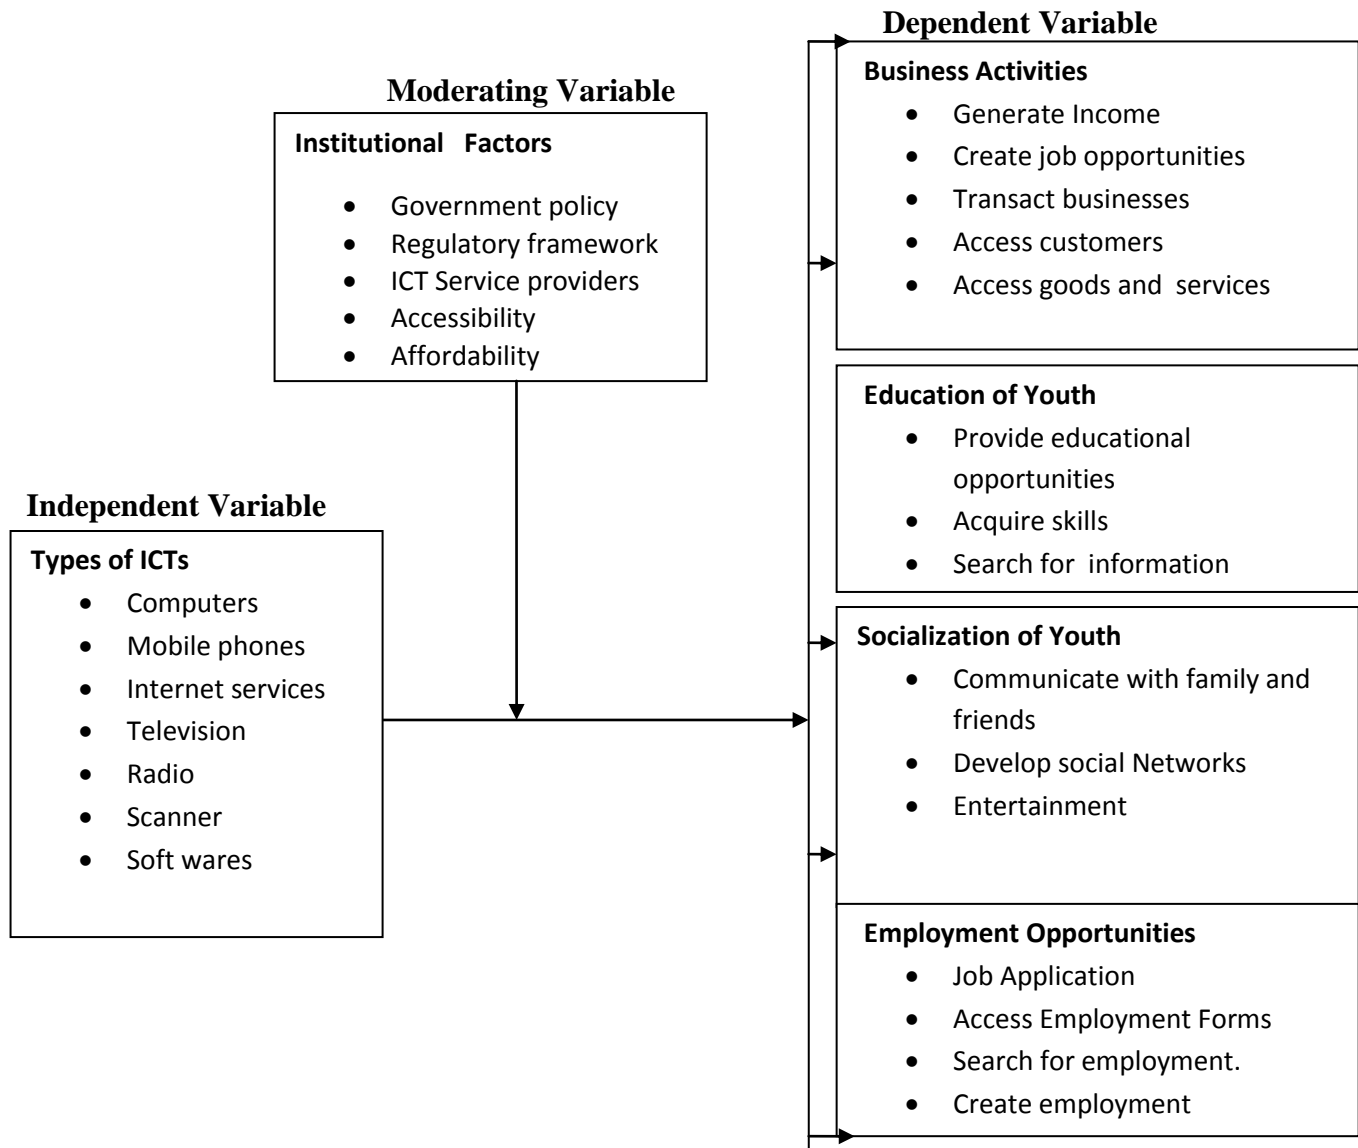 Dependent Variable
Business Activities
• Generate Income
• Create job opportunities
• Transact businesses
• Access customers
• Access goods and services
Moderating Variable
Institutional Factors
• Government policy
• Regulatory framework
• ICT Service providers
• Accessibility
• Affordability
Education of Youth
• Provide educational
opportunities
• Acquire skills
• Search for information
Independent Variable
Types of ICTs
• Computers
• Mobile phones
• Internet services
• Television
• Radio
• Scanner
• Soft wares
Socialization of Youth
• Communicate with family and
friends
• Develop social Networks
• Entertainment
Employment Opportunities
• Job Application
• Access Employment Forms
• Search for employment.
• Create employment